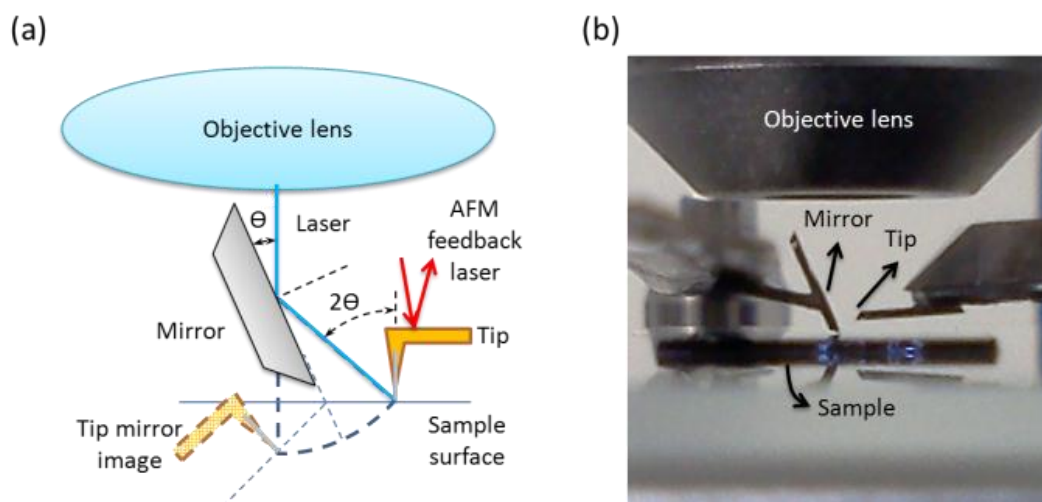 (a)
Objective lens
Θ
Laser
AFM
feedback
laser
2Θ
Mirror
Tip
Tip mirror
image
Sample
surface
(b)
Objective lens
Mirror
Tip
Sample